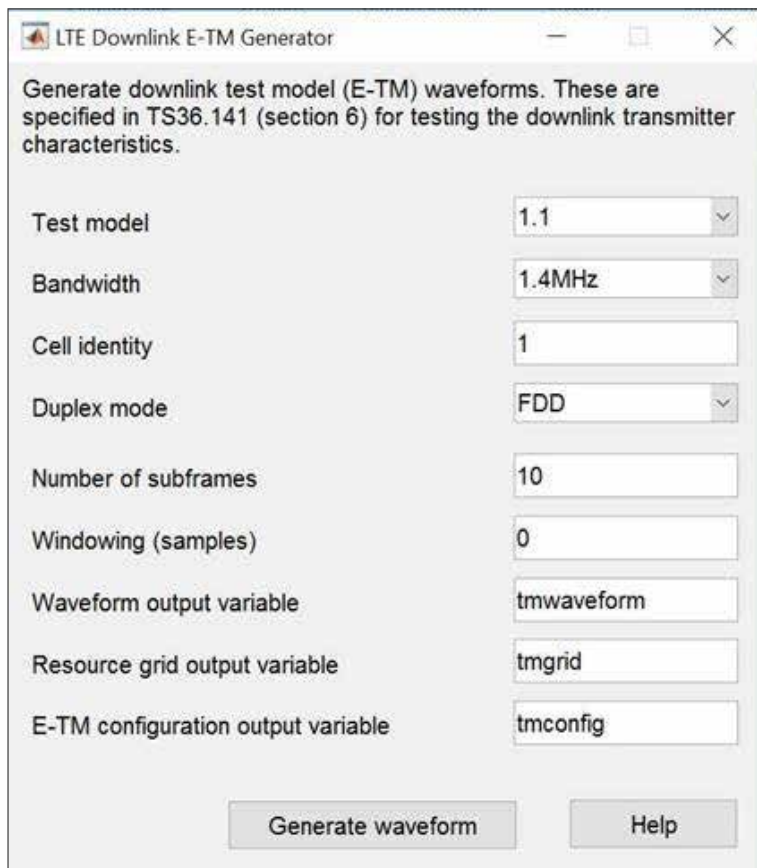 LTE Downlink E-TM Generator
Generate downlink test model (E-TM) waveforms. These are
specified in TS36.141 (section 6) for testing the downlink transmitter
characteristics.
Test model 1.1
Bandwidth 1.4MHz
Cell identity 1
Duplex mode FDD
Number of subframes 10
Windowing (samples) 0
Waveform output variable tmwaveform
Resource grid output variable tmgrid
E-TM configuration output variable tmconfig
Generate waveform Help